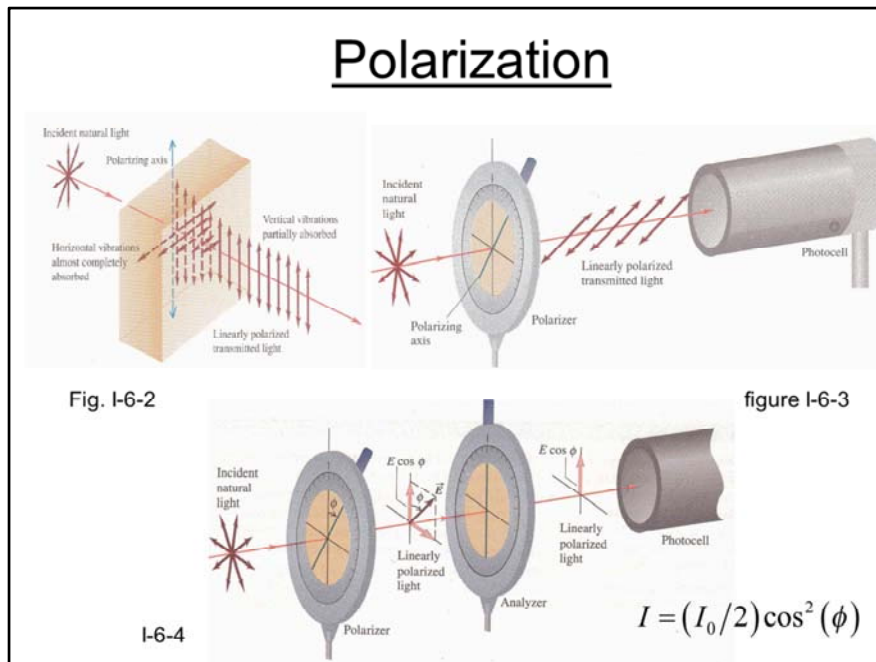 Polarization
Incident natural light
Polarizing axis
Horizontal vibrations
almost completely
absorbed
Vertical vibrations
partially absorbed
Linearly polarized
transmitted light
Fig. I-6-2
Incident
natural
light
Polarizing
axis
Polarizer
Linearly polarized
transmitted light
Photocell
figure I-6-3
Incident
natural
light
ϕ
Polarizer
E cos ϕ
ϕ
E⃗
Linearly
polarized
light
Analyzer
E cos ϕ
Linearly
polarized
light
Photocell
I-6-4
I = (I₀/2) cos² (ϕ)